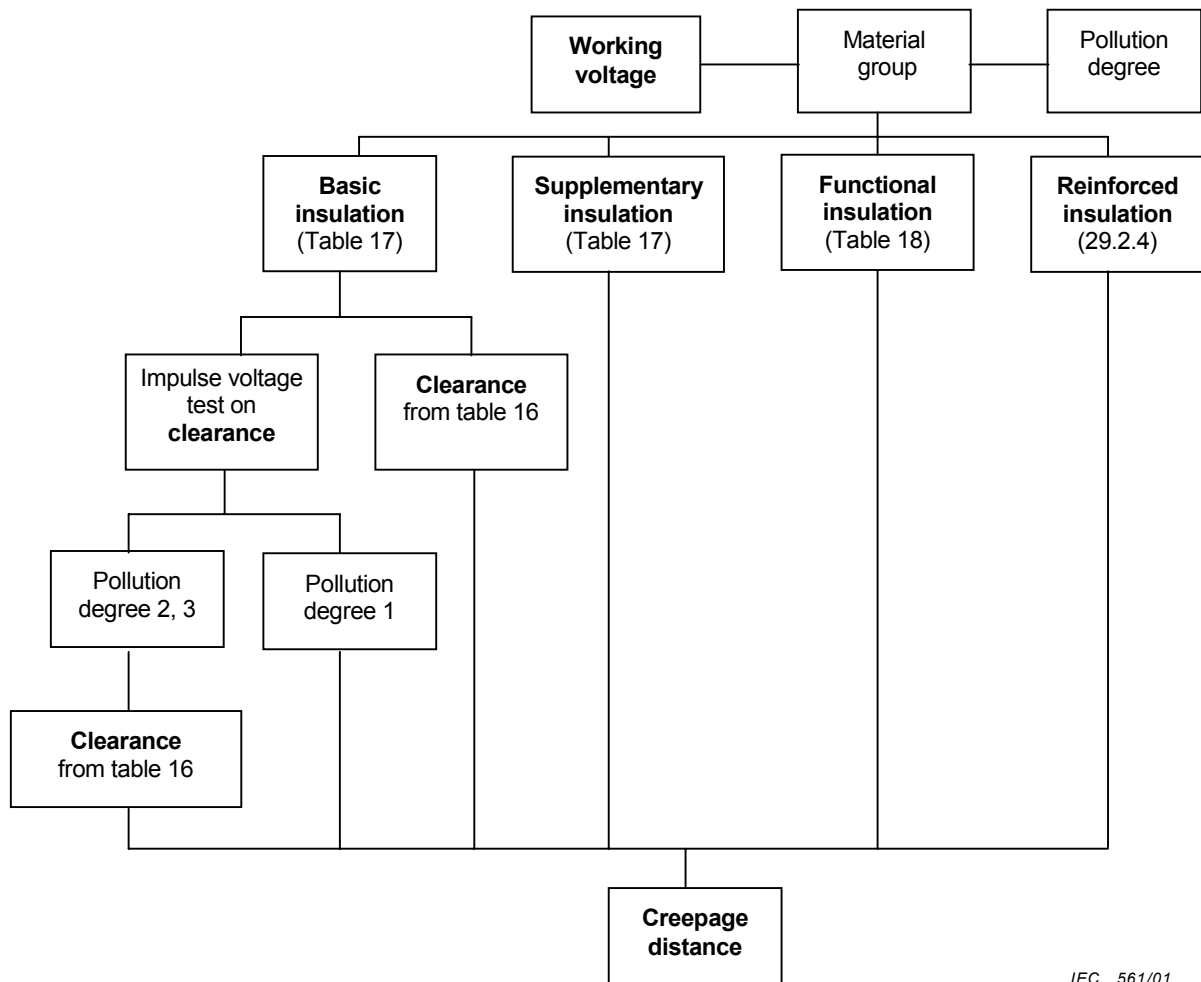 Working
voltage
Material
group
Pollution
degree
Basic
insulation
(Table 17)
Supplementary
insulation
(Table 17)
Functional
insulation
(Table 18)
Reinforced
insulation
(29.2.4)
Impulse voltage
test on
clearance
Clearance
from table 16
Pollution
degree 2, 3
Pollution
degree 1
Clearance
from table 16
Creepage
distance
IEC 561/01